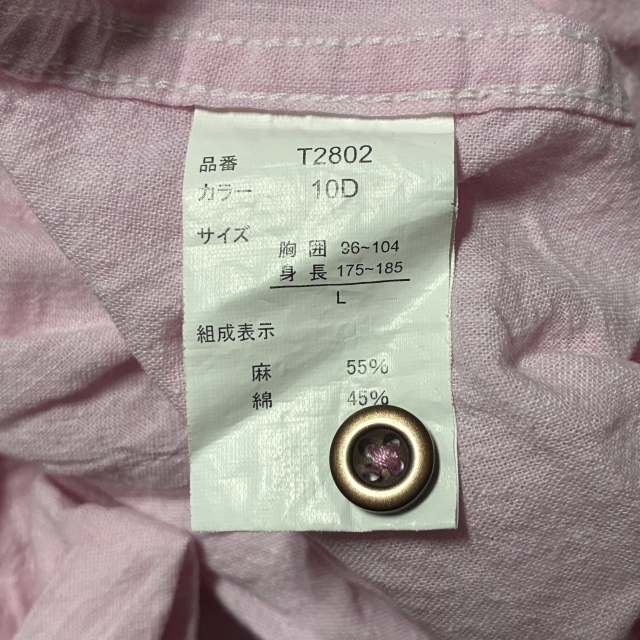 品番 T2802
カラー 10D
サイズ
胸囲 96~104
身長 175~185
L
組成表示
麻 55%
綿 45%